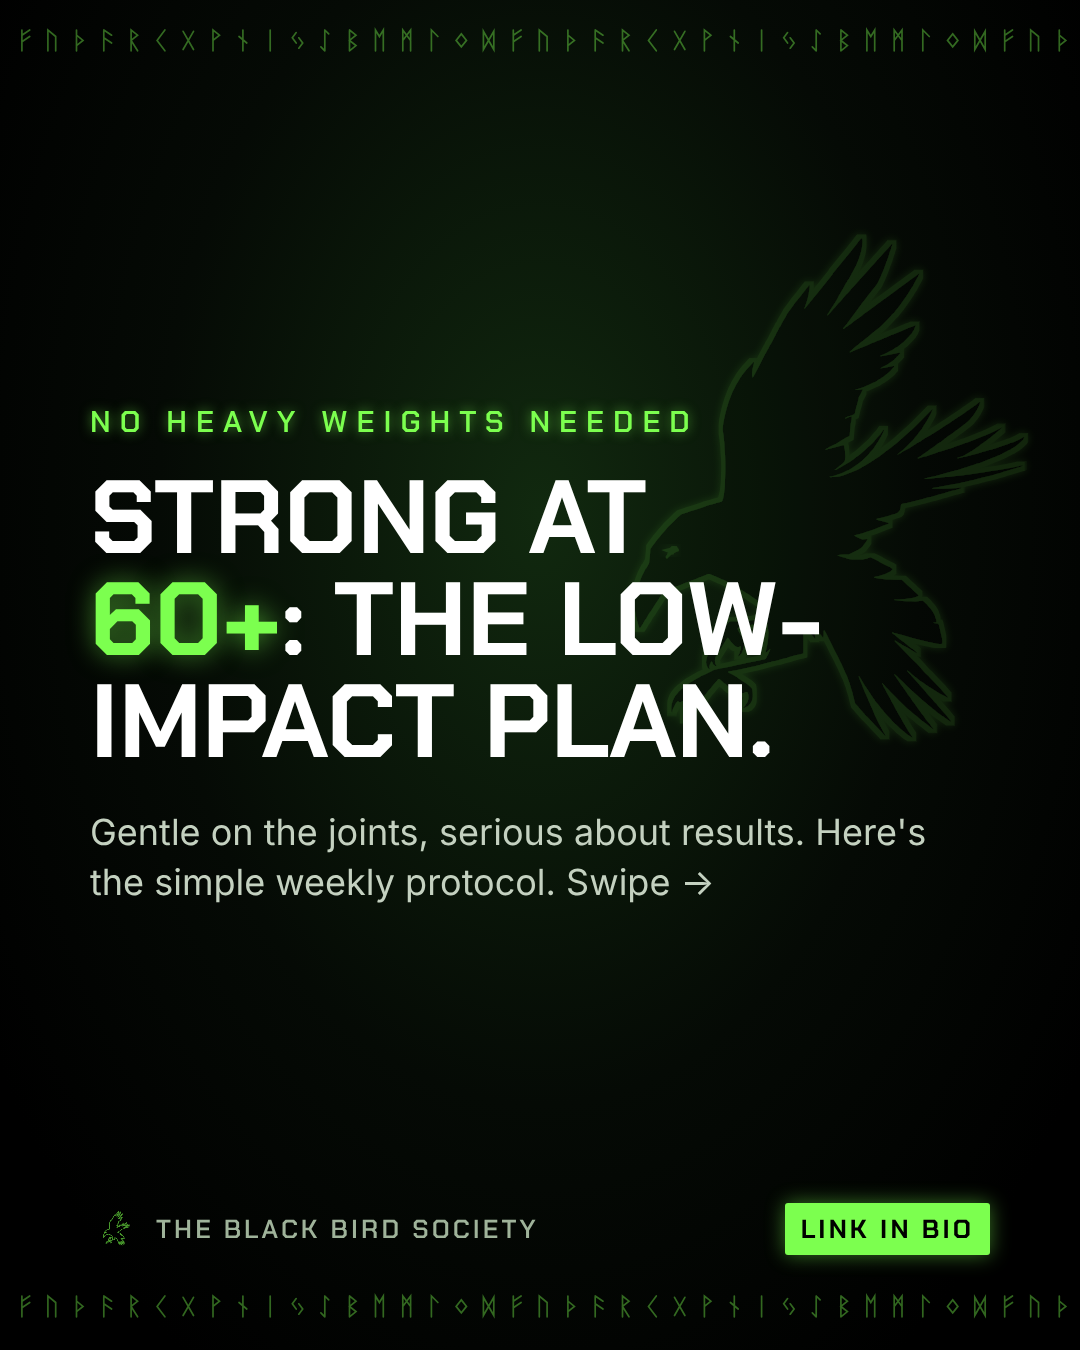 ᚠ ᚢ ᚦ ᚨ ᚱ ᚲ ᚷ ᚹ ᚾ ᛁ ᛃ ᛇ ᛒ ᛖ ᛗ ᛚ ᛜ ᛞ ᚠ ᚢ ᚦ ᚨ ᚱ ᚲ ᚷ ᚹ ᚾ ᛁ ᛃ ᛇ ᛒ ᛖ ᛗ ᛚ ᛜ ᛞ ᚠ ᚢ ᚦ
NO HEAVY WEIGHTS NEEDED
STRONG AT
60+: THE LOW-
IMPACT PLAN.
Gentle on the joints, serious about results. Here's
the simple weekly protocol. Swipe →
THE BLACK BIRD SOCIETY
LINK IN BIO
ᚠ ᚢ ᚦ ᚨ ᚱ ᚲ ᚷ ᚹ ᚾ ᛁ ᛃ ᛇ ᛒ ᛖ ᛗ ᛚ ᛜ ᛞ ᚠ ᚢ ᚦ ᚨ ᚱ ᚲ ᚷ ᚹ ᚾ ᛁ ᛃ ᛇ ᛒ ᛖ ᛗ ᛚ ᛜ ᛞ ᚠ ᚢ ᚦ